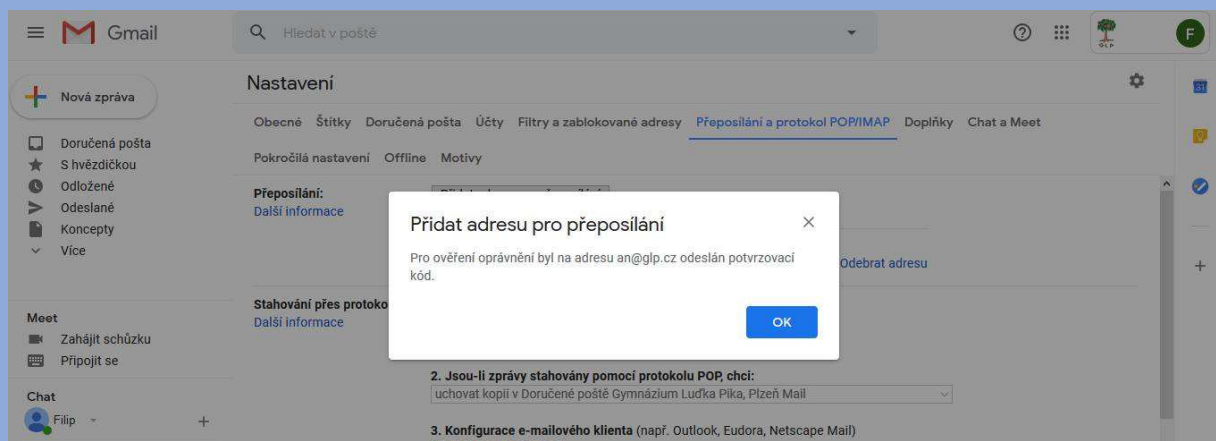 Gmail
Hledat v poště
GLP
F
Nová zpráva
Doručená pošta
S hvězdičkou
Odložené
Odeslané
Koncepty
Více
Meet
Zahájit schůzku
Připojit se
Chat
Filip
Nastavení
Obecné Štítky Doručená pošta Účty Filtry a zablokované adresy Přeposílání a protokol POP/IMAP Doplňky Chat a Meet
Pokročilá nastavení Offline Motivy
Přeposílání:
Další informace
Odebrat adresu
Přidat adresu pro přeposílání
Pro ověření oprávnění byl na adresu an@glp.cz odeslán potvrzovací
kód.
OK
Stahování přes protoko
Další informace
2. Jsou-li zprávy stahovány pomocí protokolu POP, chci:
uchovat kopii v Doručené poště Gymnázium Luďka Pika, Plzeň Mail
3. Konfigurace e-mailového klienta (např. Outlook, Eudora, Netscape Mail)
31